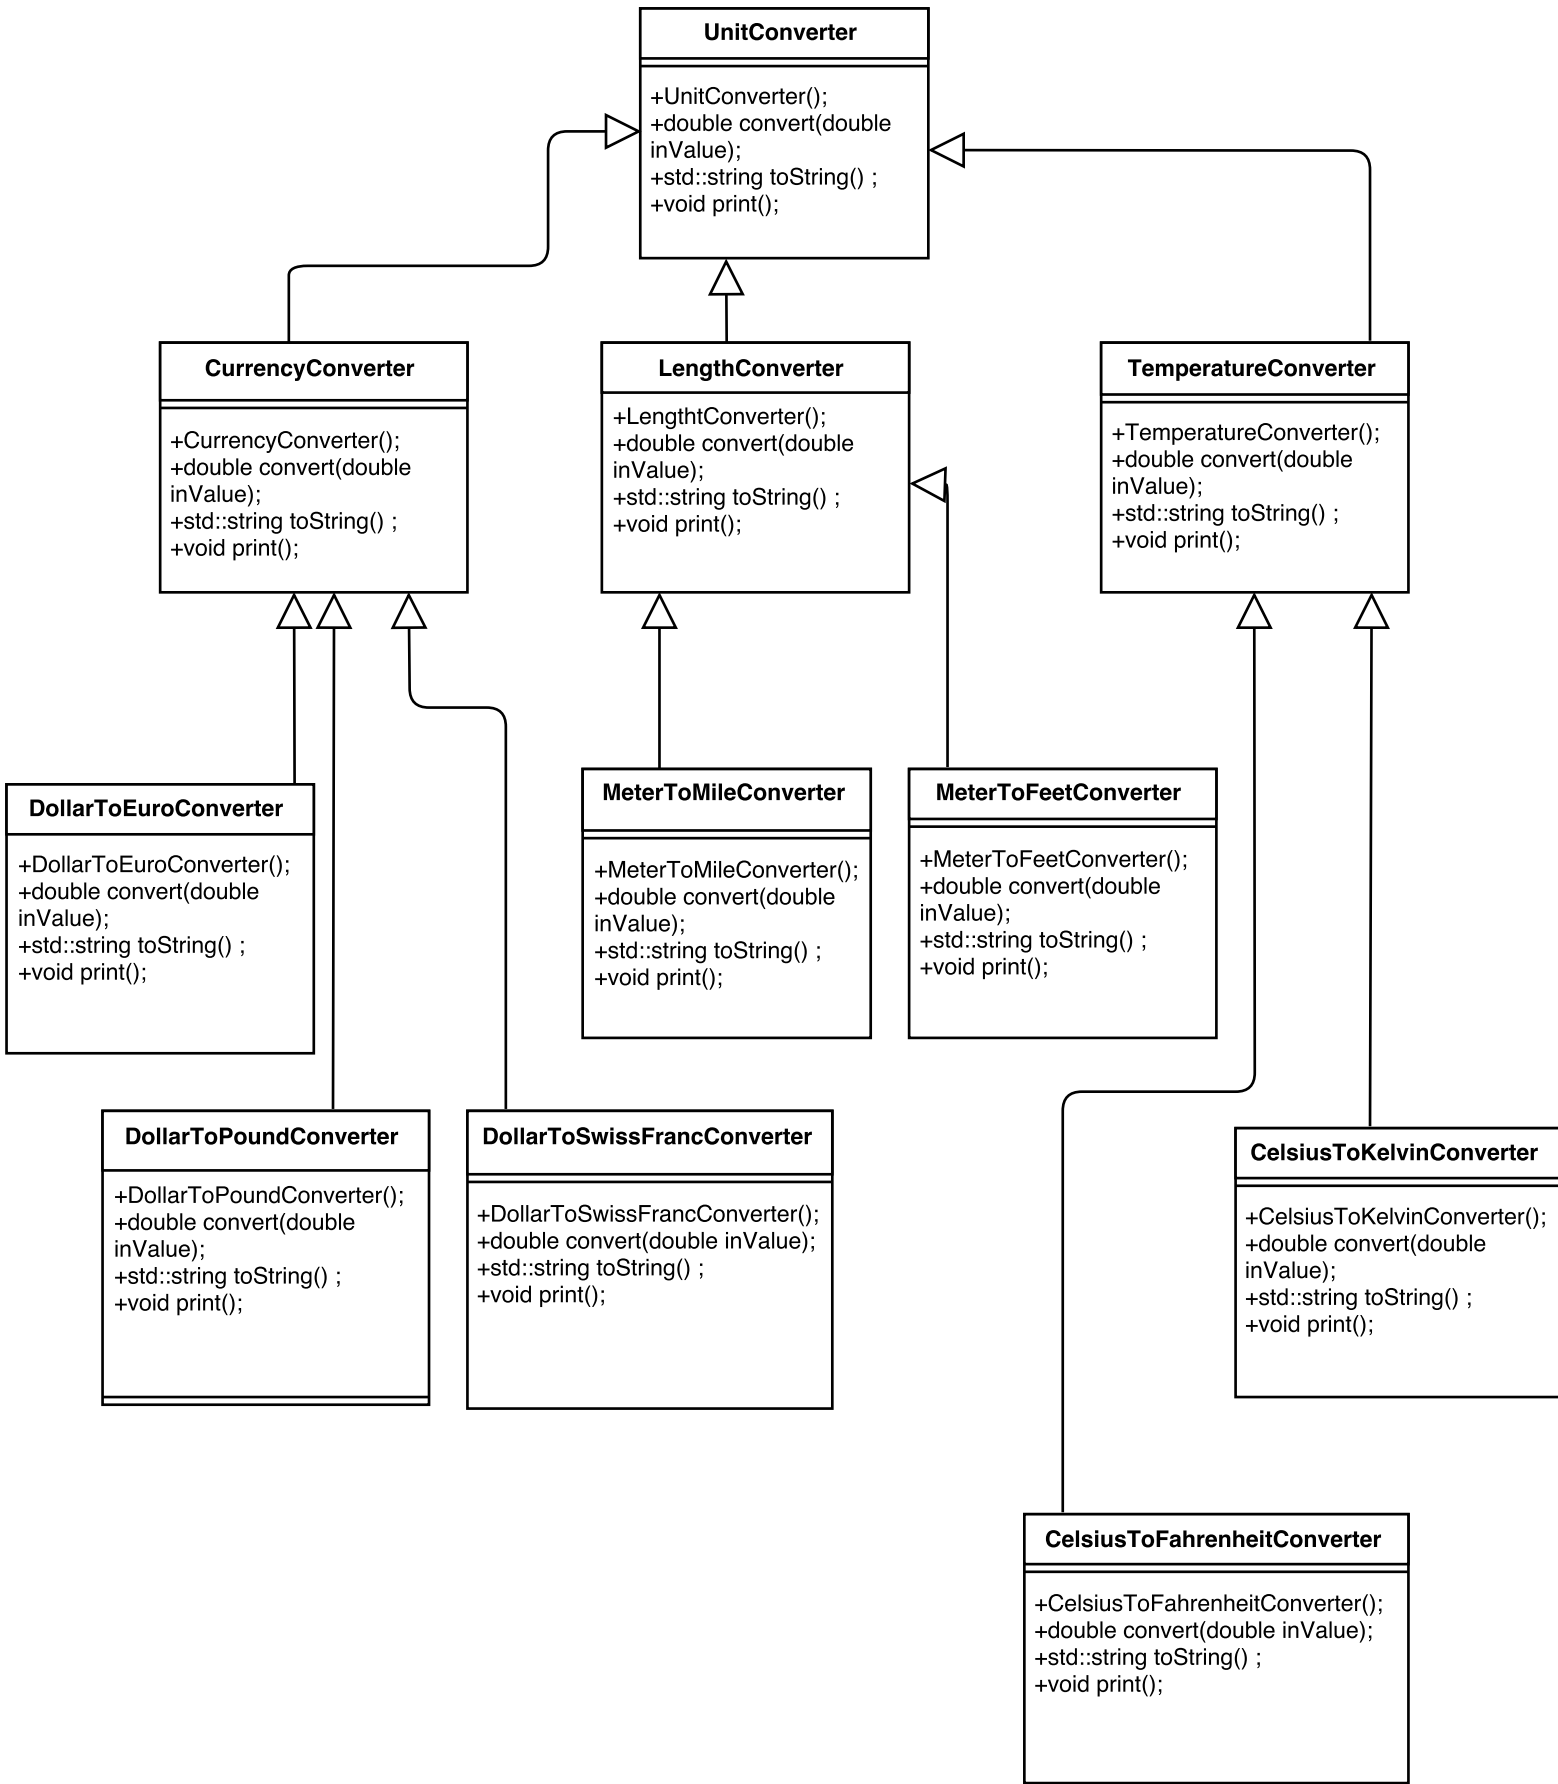 UnitConverter
+UnitConverter();
+double convert(double
inValue);
+std::string toString() ;
+void print();
CurrencyConverter
+CurrencyConverter();
+double convert(double
inValue);
+std::string toString() ;
+void print();
LengthConverter
+LengthtConverter();
+double convert(double
inValue);
+std::string toString() ;
+void print();
TemperatureConverter
+TemperatureConverter();
+double convert(double
inValue);
+std::string toString() ;
+void print();
DollarToEuroConverter
+DollarToEuroConverter();
+double convert(double
inValue);
+std::string toString() ;
+void print();
MeterToMileConverter
+MeterToMileConverter();
+double convert(double
inValue);
+std::string toString() ;
+void print();
MeterToFeetConverter
+MeterToFeetConverter();
+double convert(double
inValue);
+std::string toString() ;
+void print();
DollarToPoundConverter
+DollarToPoundConverter();
+double convert(double
inValue);
+std::string toString() ;
+void print();
DollarToSwissFrancConverter
+DollarToSwissFrancConverter();
+double convert(double inValue);
+std::string toString() ;
+void print();
CelsiusToKelvinConverter
+CelsiusToKelvinConverter();
+double convert(double
inValue);
+std::string toString() ;
+void print();
CelsiusToFahrenheitConverter
+CelsiusToFahrenheitConverter();
+double convert(double inValue);
+std::string toString() ;
+void print();